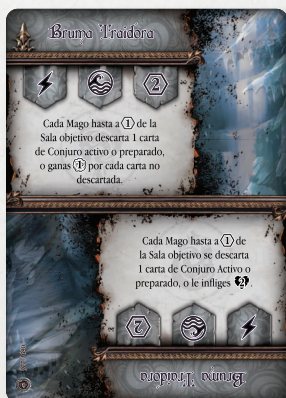 Bruma Traidora
2
Cada Mago hasta a 1 de la
Sala objetivo descarta 1 carta
de Conjuro activo o preparado,
o ganas 1 por cada carta no
descartada.
Cada Mago hasta a 1 de
la Sala objetivo se descarta
1 carta de Conjuro Activo o
preparado, o le infliges 2.
2
Bruma Traidora